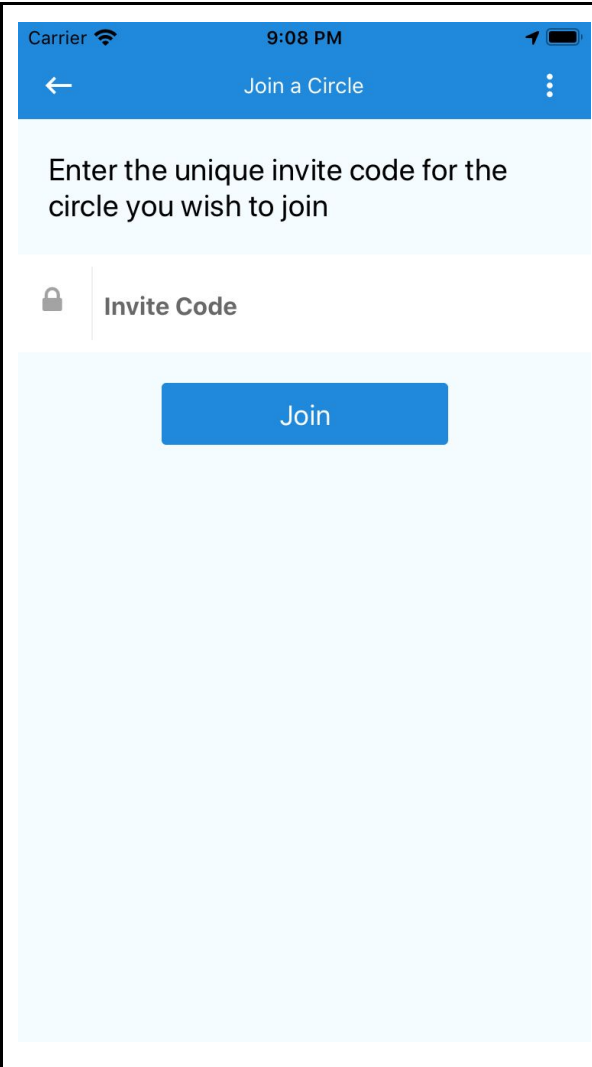 Carrier 9:08 PM
Join a Circle
Enter the unique invite code for the
circle you wish to join
Invite Code
Join